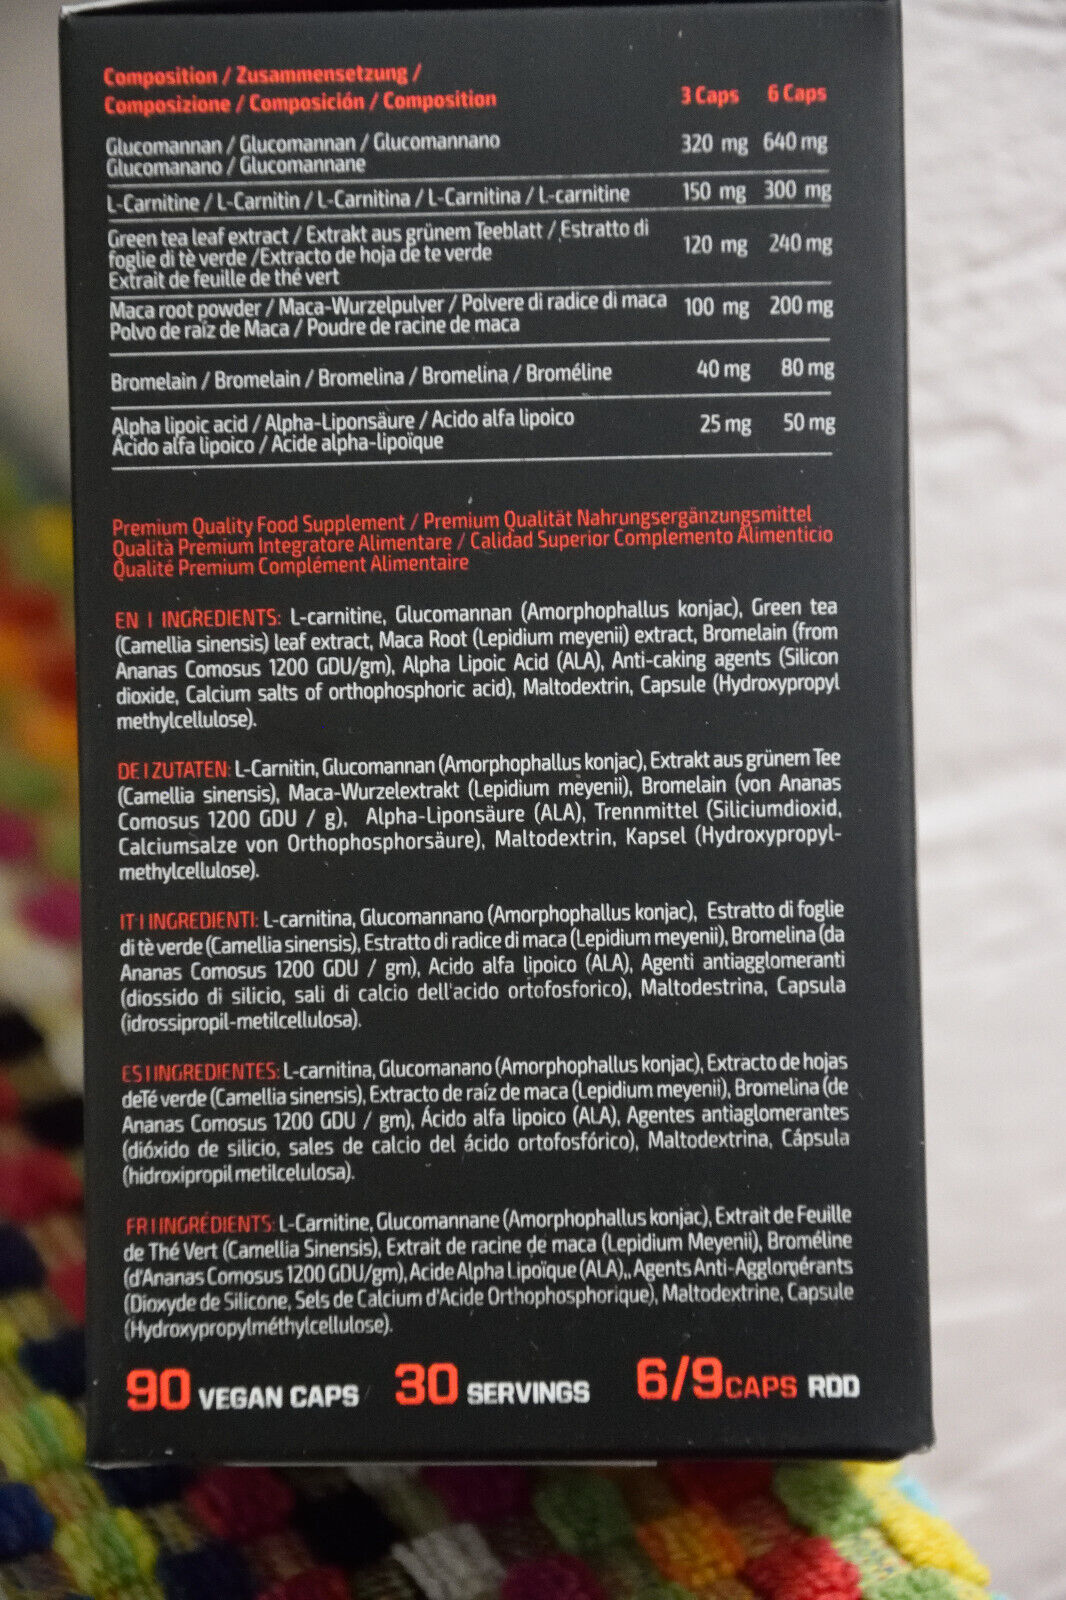 Composition / Zusammensetzung /
Composizione / Composición / Composition
3 Caps 6 Caps
Glucomannan / Glucomannan / Glucomannano
Glucomanano / Glucomannane
320 mg 640 mg
L-Carnitine / L-Carnitin / L-Carnitina / L-Carnitina / L-carnitine 150 mg 300 mg
Green tea leaf extract / Extrakt aus grünem Teeblatt / Estratto di
foglie di tè verde /Extracto de hoja de te verde
Extrait de feuille de thé vert
120 mg 240 mg
Maca root powder / Maca-Wurzelpulver / Polvere di radice di maca
Polvo de raíz de Maca / Poudre de racine de maca
100 mg 200 mg
Bromelain / Bromelain / Bromelina / Bromelina / Broméline 40 mg 80 mg
Alpha lipoic acid / Alpha-Liponsäure / Acido alfa lipoico
Ácido alfa lipoico / Acide alpha-lipoïque
25 mg 50 mg
Premium Quality Food Supplement / Premium Qualität Nahrungsergänzungsmittel
Qualità Premium Integratore Alimentare / Calidad Superior Complemento Alimenticio
Qualité Premium Complément Alimentaire
EN I INGREDIENTS: L-carnitine, Glucomannan (Amorphophallus konjac), Green tea
(Camellia sinensis) leaf extract, Maca Root (Lepidium meyenii) extract, Bromelain (from
Ananas Comosus 1200 GDU/gm), Alpha Lipoic Acid (ALA), Anti-caking agents (Silicon
dioxide, Calcium salts of orthophosphoric acid), Maltodextrin, Capsule (Hydroxypropyl
methylcellulose).
DE I ZUTATEN: L-Carnitin, Glucomannan (Amorphophallus konjac), Extrakt aus grünem Tee
(Camellia sinensis), Maca-Wurzelextrakt (Lepidium meyenii), Bromelain (von Ananas
Comosus 1200 GDU / g), Alpha-Liponsäure (ALA), Trennmittel (Siliciumdioxid,
Calciumsalze von Orthophosphorsäure), Maltodextrin, Kapsel (Hydroxypropyl-
methylcellulose).
IT I INGREDIENTI: L-carnitina, Glucomannano (Amorphophallus konjac), Estratto di foglie
di tè verde (Camellia sinensis), Estratto di radice di maca (Lepidium meyenii), Bromelina (da
Ananas Comosus 1200 GDU / gm), Acido alfa lipoico (ALA), Agenti antiagglomeranti
(diossido di silicio, sali di calcio dell'acido ortofosforico), Maltodestrina, Capsula
(idrossipropil-metilcellulosa).
ES I INGREDIENTES: L-carnitina, Glucomanano (Amorphophallus konjac), Extracto de hojas
deTé verde (Camellia sinensis), Extracto de raíz de maca (Lepidium meyenii), Bromelina (de
Ananas Comosus 1200 GDU / gm), Ácido alfa lipoico (ALA), Agentes antiaglomerantes
(dióxido de silicio, sales de calcio del ácido ortofosfórico), Maltodextrina, Cápsula
(hidroxipropil metilcelulosa).
FR I INGRÉDIENTS: L-Carnitine, Glucomannane (Amorphophallus konjac), Extrait de Feuille
de Thé Vert (Camellia Sinensis), Extrait de racine de maca (Lepidium Meyenii), Broméline
(d'Ananas Comosus 1200 GDU/gm), Acide Alpha Lipoïque (ALA),. Agents Anti-Agglomérants
(Dioxyde de Silicone, Sels de Calcium d'Acide Orthophosphorique), Maltodextrine, Capsule
(Hydroxypropylméthylcellulose).
90 VEGAN CAPS 30 SERVINGS 6/9 CAPS RDD